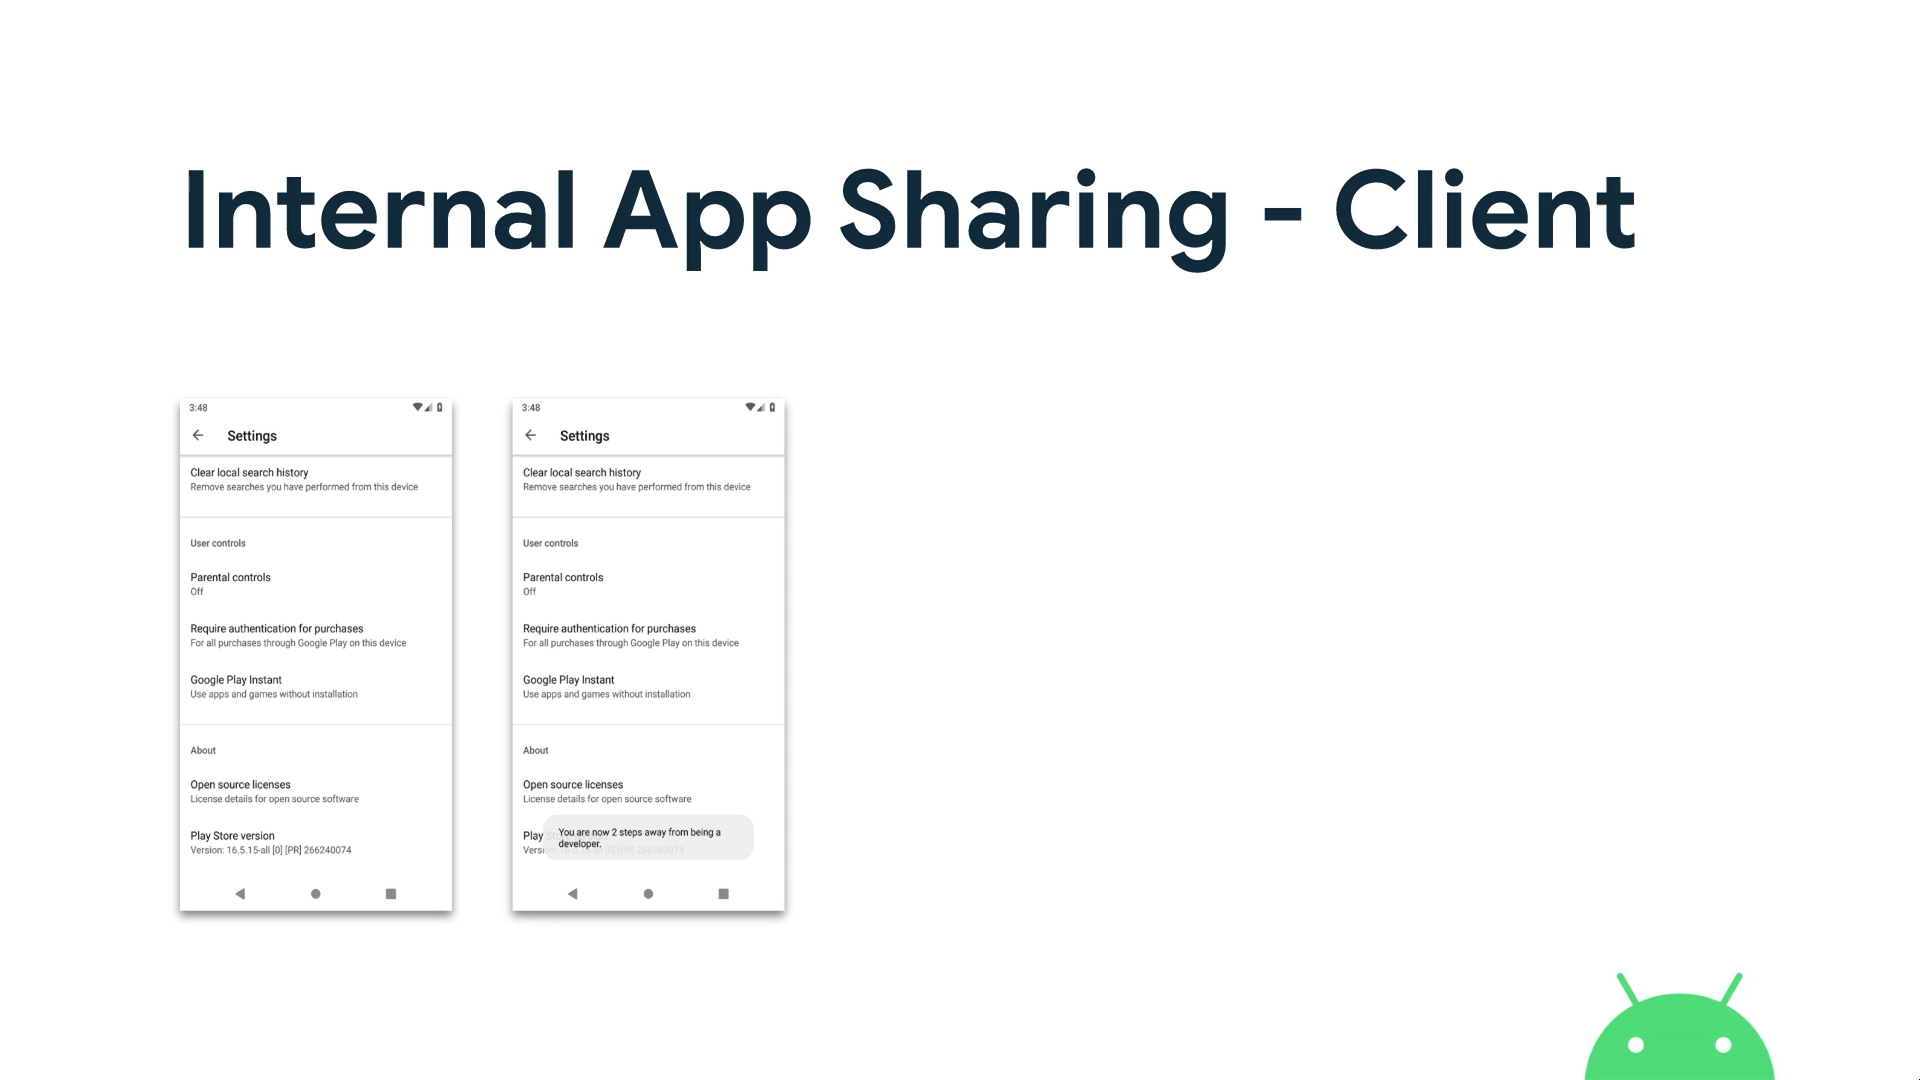 Internal App Sharing - Client
3:48
Settings
Clear local search history
Remove searches you have performed from this device
User controls
Parental controls
Off
Require authentication for purchases
For all purchases through Google Play on this device
Google Play Instant
Use apps and games without installation
About
Open source licenses
License details for open source software
Play Store version
Version: 16.5.15-all [0] [PR] 266240074
3:48
Settings
Clear local search history
Remove searches you have performed from this device
User controls
Parental controls
Off
Require authentication for purchases
For all purchases through Google Play on this device
Google Play Instant
Use apps and games without installation
About
Open source licenses
License details for open source software
Play
You are now 2 steps away from being a
developer.
[0] [PR] 266240074